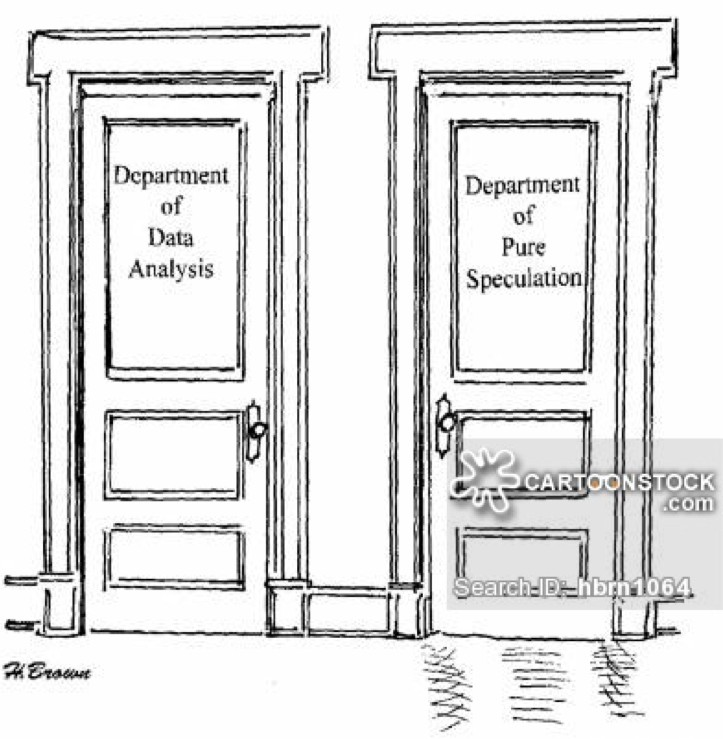 Department
of
Data
Analysis
Department
of
Pure
Speculation
CARTOONSTOCK
.com
Search ID: hbrn1064
H.Brown